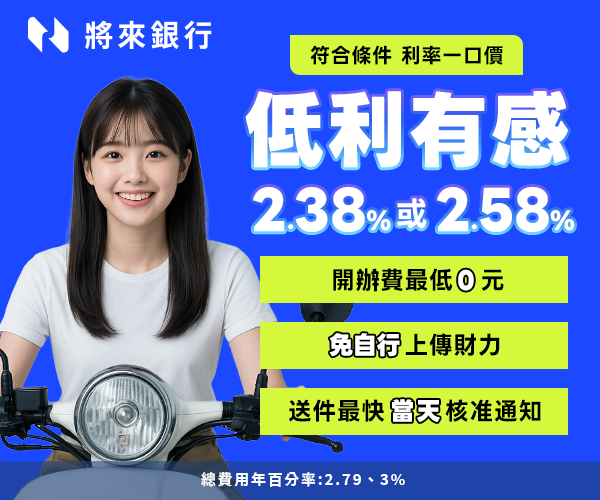 將來銀行
符合條件 利率一口價
低利有感
2.38%或2.58%
開辦費最低0元
免自行上傳財力
送件最快當天核准通知
總費用年百分率:2.79、3%